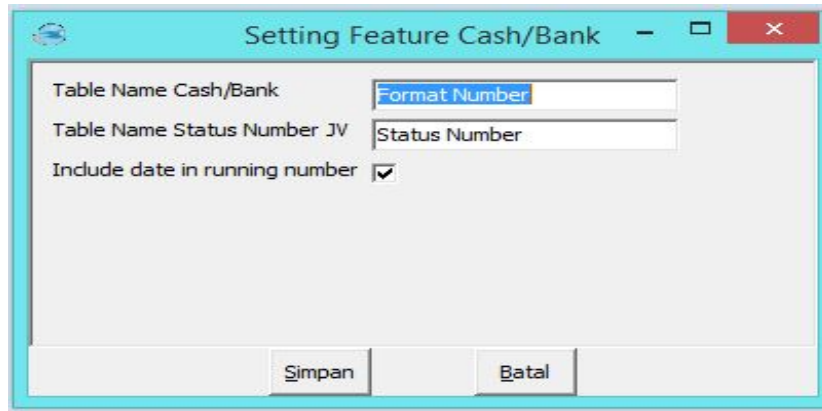 Setting Feature Cash/Bank
Table Name Cash/Bank Format Number
Table Name Status Number JV Status Number
Include date in running number
Simpan Batal